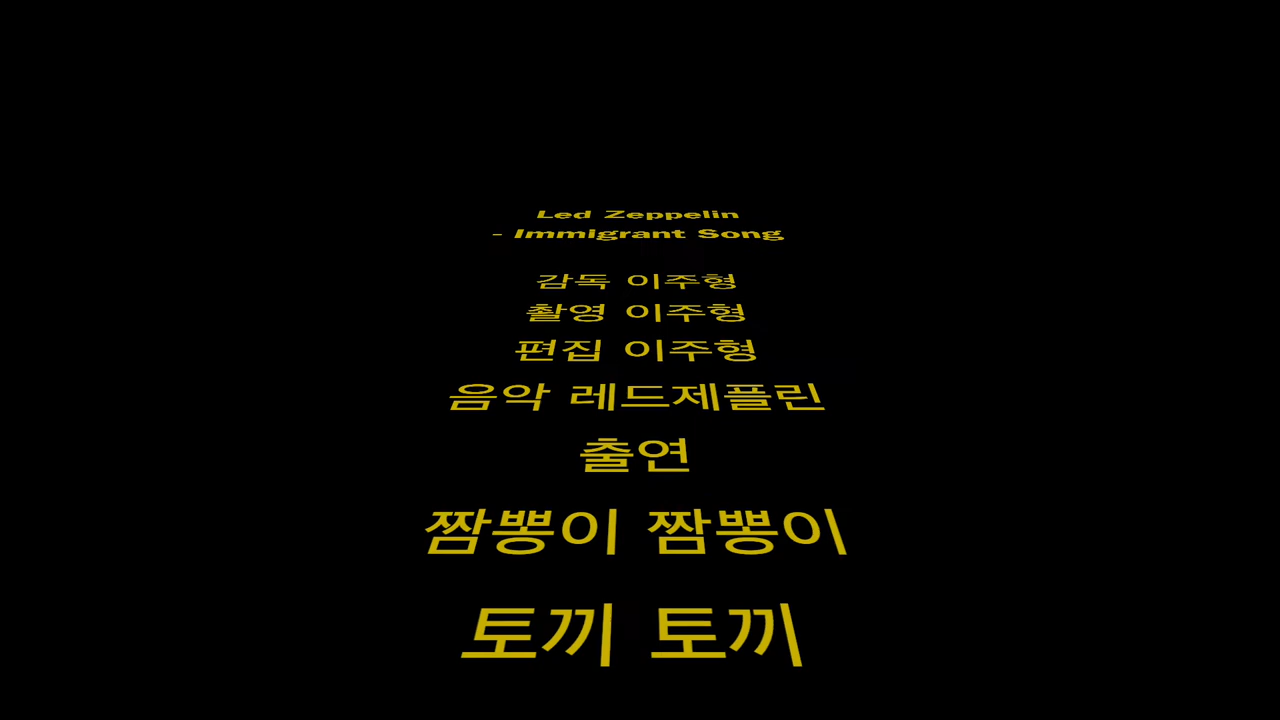 Led Zeppelin
- Immigrant Song
감독 이주형
촬영 이주형
편집 이주형
음악 레드제플린
출연
짬뽕이 짬뽕이
토끼 토끼